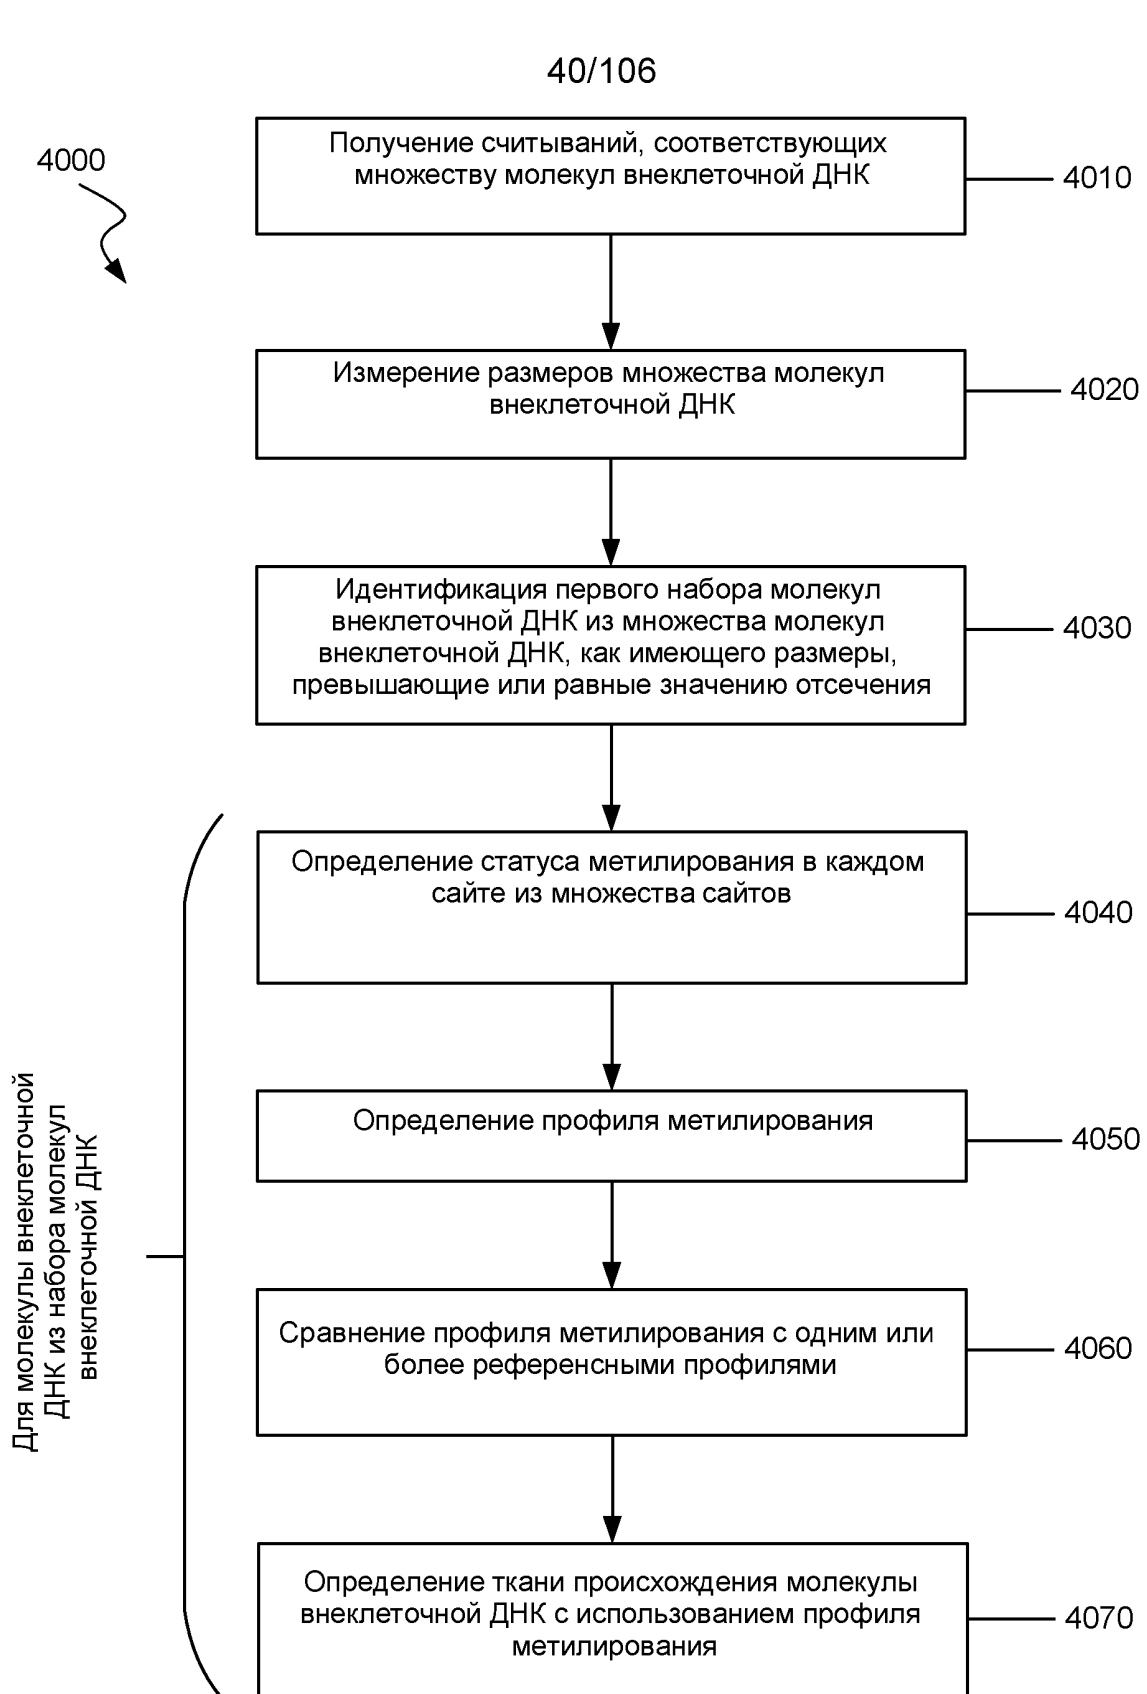 40/106
4000
Получение считываний, соответствующих
множеству молекул внеклеточной ДНК
4010
Измерение размеров множества молекул
внеклеточной ДНК
4020
Идентификация первого набора молекул
внеклеточной ДНК из множества молекул
внеклеточной ДНК, как имеющего размеры,
превышающие или равные значению отсечения
4030
Определение статуса метилирования в каждом
сайте из множества сайтов
4040
Для молекулы внеклеточной
ДНК из набора молекул
внеклеточной ДНК
Определение профиля метилирования
4050
Сравнение профиля метилирования с одним или
более референсными профилями
4060
Определение ткани происхождения молекулы
внеклеточной ДНК с использованием профиля
метилирования
4070